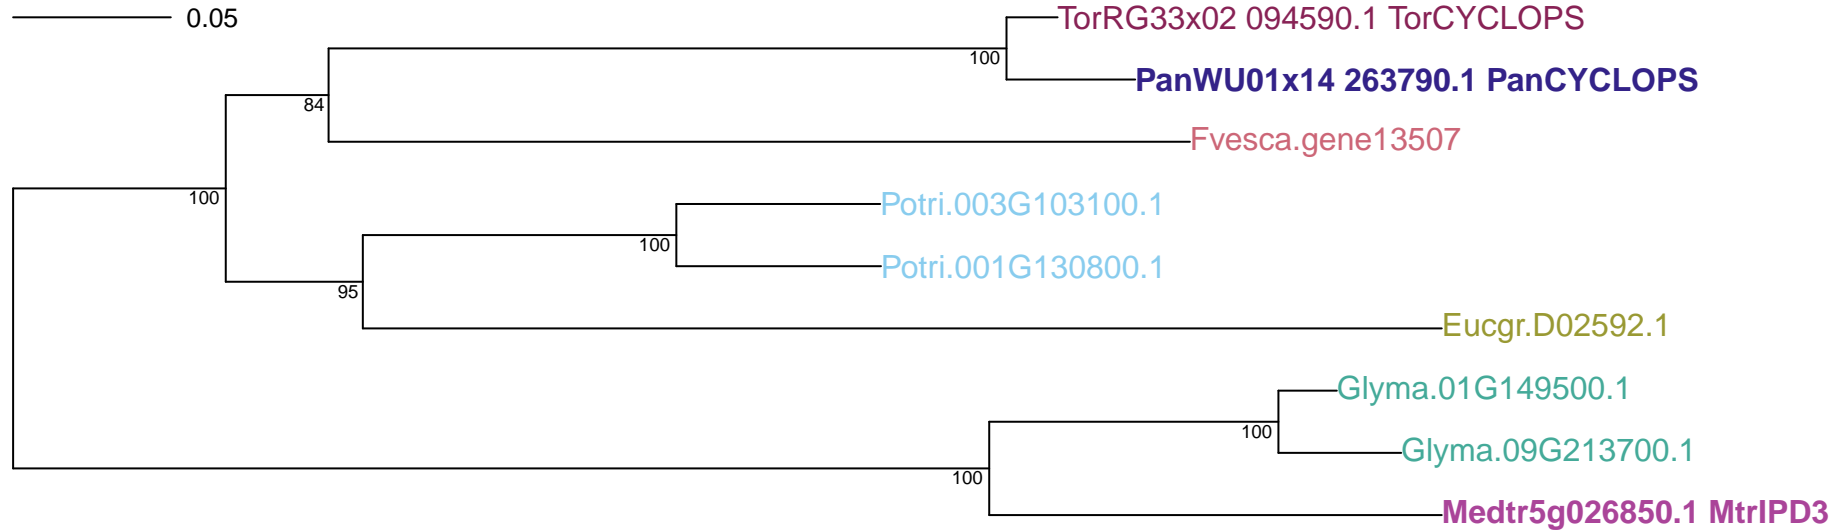 0.05
TorRG33x02 094590.1 TorCYCLOPS
100
PanWU01x14 263790.1 PanCYCLOPS
84
Fvesca.gene13507
100
Potri.003G103100.1
100
Potri.001G130800.1
95
Eucgr.D02592.1
Glyma.01G149500.1
100
Glyma.09G213700.1
100
Medtr5g026850.1 MtrIPD3